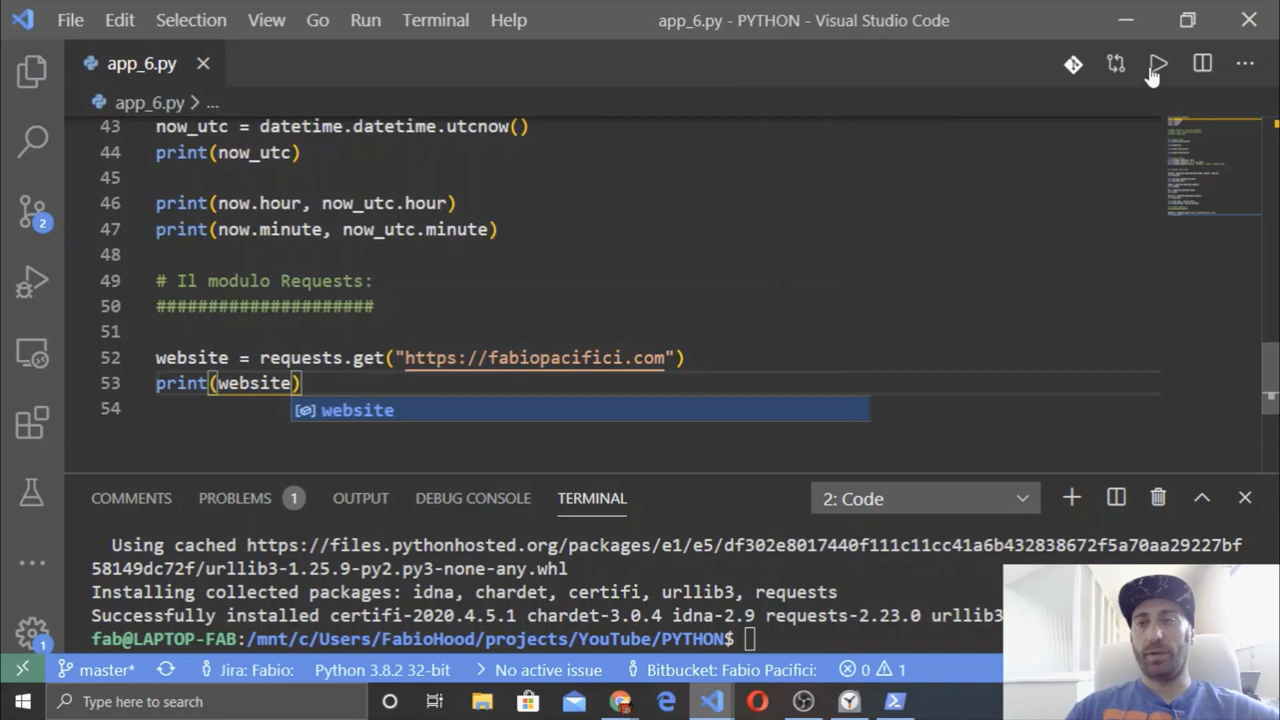 File Edit Selection View Go Run Terminal Help app_6.py - PYTHON - Visual Studio Code
app_6.py
app_6.py > ...
43 now_utc = datetime.datetime.utcnow()
44 print(now_utc)
45
46 print(now.hour, now_utc.hour)
47 print(now.minute, now_utc.minute)
48
49 # Il modulo Requests:
50 #####################
51
52 website = requests.get("https://fabiopacifici.com")
53 print(website)
54 website
2
COMMENTS PROBLEMS 1 OUTPUT DEBUG CONSOLE TERMINAL 2: Code
Using cached https://files.pythonhosted.org/packages/e1/e5/df302e8017440f111c11cc41a6b432838672f5a70aa29227bf
58149dc72f/urllib3-1.25.9-py2.py3-none-any.whl
Installing collected packages: idna, chardet, certifi, urllib3, requests
Successfully installed certifi-2020.4.5.1 chardet-3.0.4 idna-2.9 requests-2.23.0 urllib3
fab@LAPTOP-FAB:/mnt/c/Users/FabioHood/projects/YouTube/PYTHON$
1
master* Jira: Fabio: Python 3.8.2 32-bit No active issue Bitbucket: Fabio Pacifici: 0 1
Type here to search